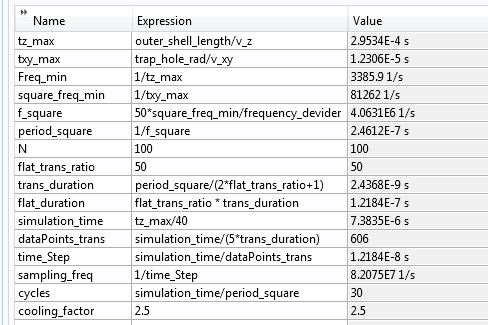 Name Expression Value
tz_max outer_shell_length/v_z 2.9534E-4 s
txy_max trap_hole_rad/v_xy 1.2306E-5 s
Freq_min 1/tz_max 3385.9 1/s
square_freq_min 1/txy_max 81262 1/s
f_square 50*square_freq_min/frequency_devider 4.0631E6 1/s
period_square 1/f_square 2.4612E-7 s
N 100 100
flat_trans_ratio 50 50
trans_duration period_square/(2*flat_trans_ratio+1) 2.4368E-9 s
flat_duration flat_trans_ratio * trans_duration 1.2184E-7 s
simulation_time tz_max/40 7.3835E-6 s
dataPoints_trans simulation_time/(5*trans_duration) 606
time_Step simulation_time/dataPoints_trans 1.2184E-8 s
sampling_freq 1/time_Step 8.2075E7 1/s
cycles simulation_time/period_square 30
cooling_factor 2.5 2.5